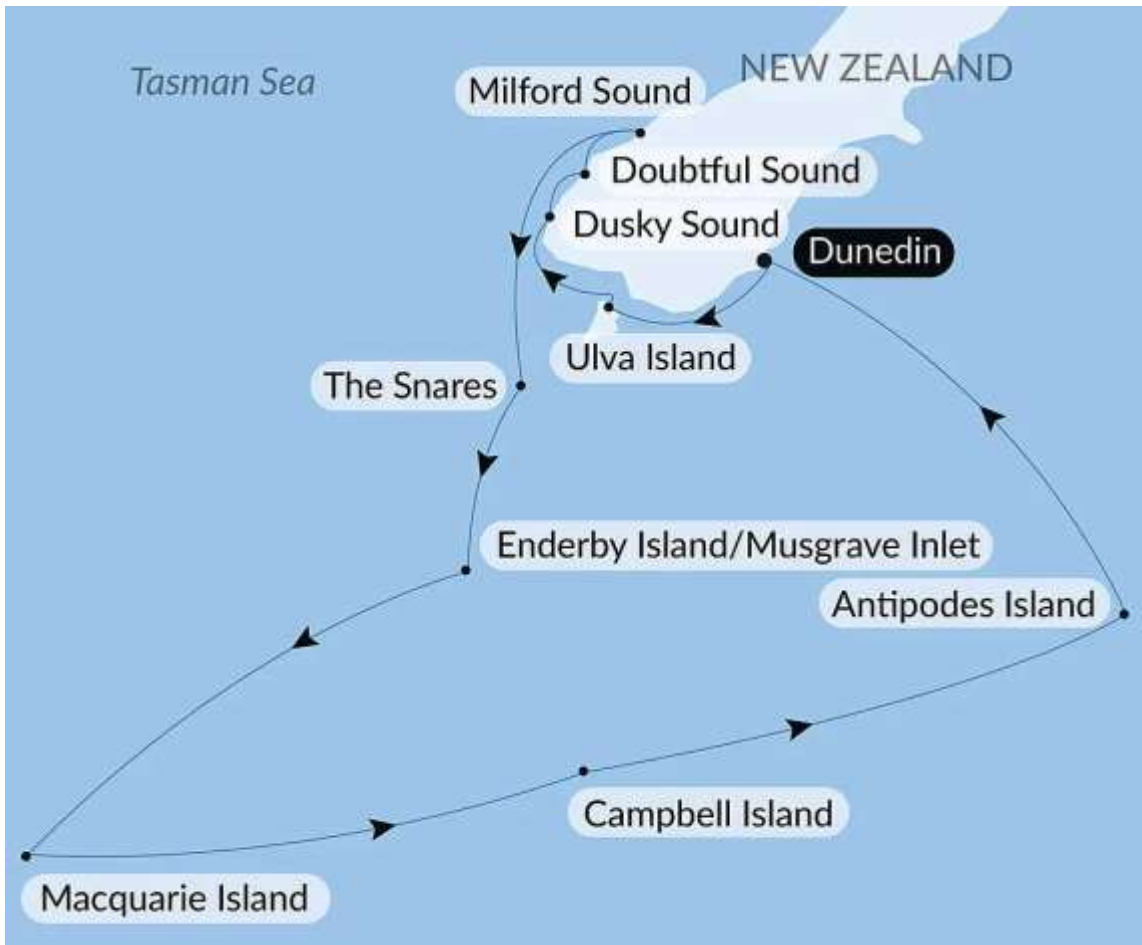 Tasman Sea
NEW ZEALAND
Milford Sound
Doubtful Sound
Dusky Sound
Dunedin
Ulva Island
The Snares
Enderby Island/Musgrave Inlet
Antipodes Island
Campbell Island
Macquarie Island